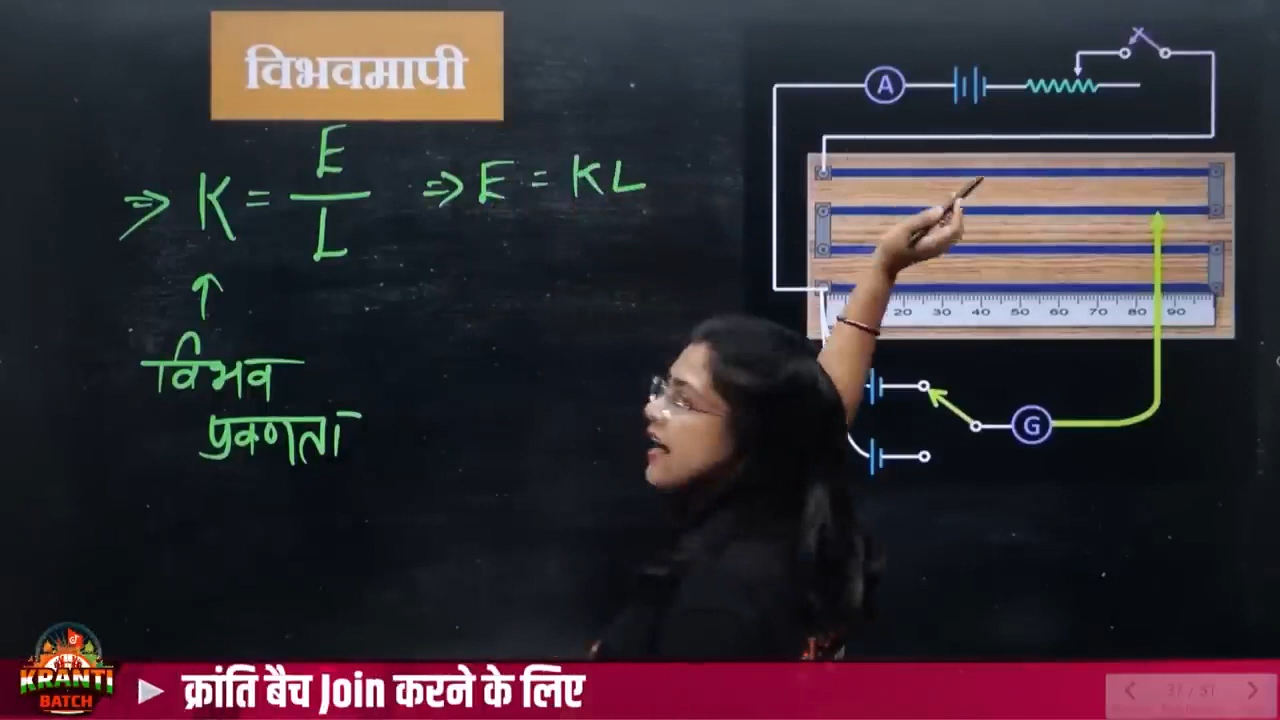 विभवमापी
⇒ K = E/L ⇒ E = KL
↑
विभव
प्रवणता
A
20 30 40 50 60 70 80 90
G
KRANTI
BATCH
क्रांति बैच Join करने के लिए